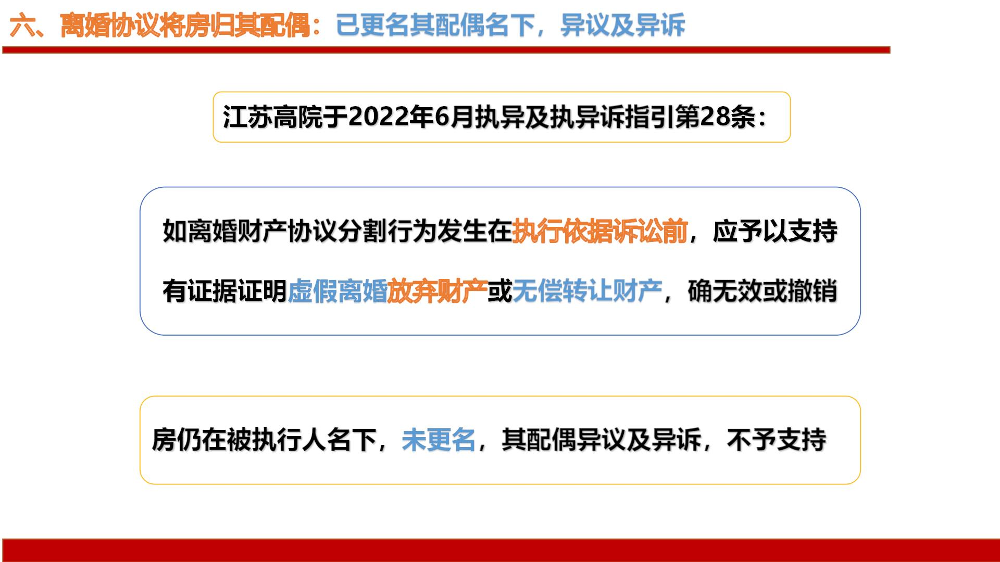 六、离婚协议将房归其配偶：已更名其配偶名下，异议及异诉
江苏高院于2022年6月执异及执异诉指引第28条：
如离婚财产协议分割行为发生在执行依据诉讼前，应予以支持
有证据证明虚假离婚放弃财产或无偿转让财产，确无效或撤销
房仍在被执行人名下，未更名，其配偶异议及异诉，不予支持